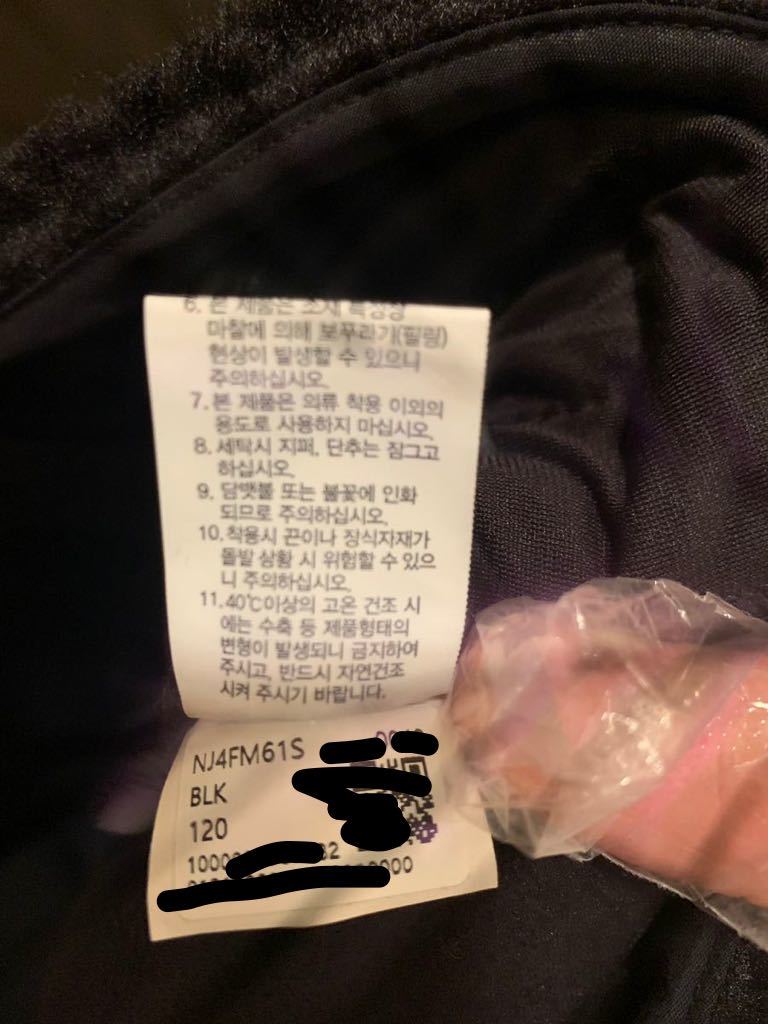 6. 본 제품은 소재 특성상
마찰에 의해 보푸라기(필링)
현상이 발생할 수 있으니
주의하십시오.
7. 본 제품은 의류 착용 이외의
용도로 사용하지 마십시오.
8. 세탁시 지퍼, 단추는 잠그고
하십시오.
9. 담뱃불 또는 불꽃에 인화
되므로 주의하십시오.
10. 착용시 끈이나 장식자재가
돌발 상황 시 위험할 수 있으
니 주의하십시오.
11. 40℃이상의 고온 건조 시
에는 수축 등 제품형태의
변형이 발생되니 금지하여
주시고, 반드시 자연건조
시켜 주시기 바랍니다.
NJ4FM61S
BLK
120